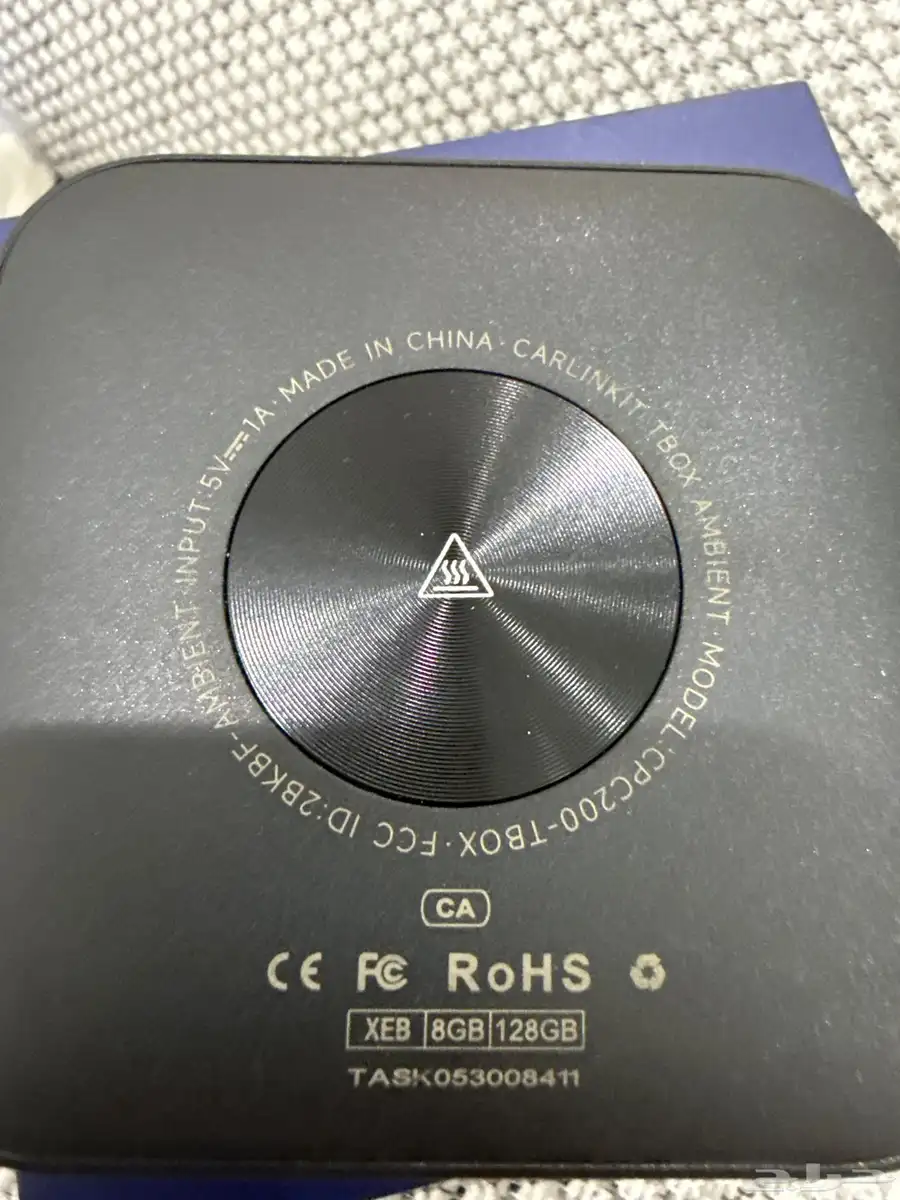 MADE IN CHINA · CARLINKIT TBOX AMBIENT · MODEL:CPC200-TBOX · FCC ID:2BKBF-AMBIENT INPUT:5V⎓1A ·
CA
CE FC RoHS
XEB 8GB 128GB
TASK053008411